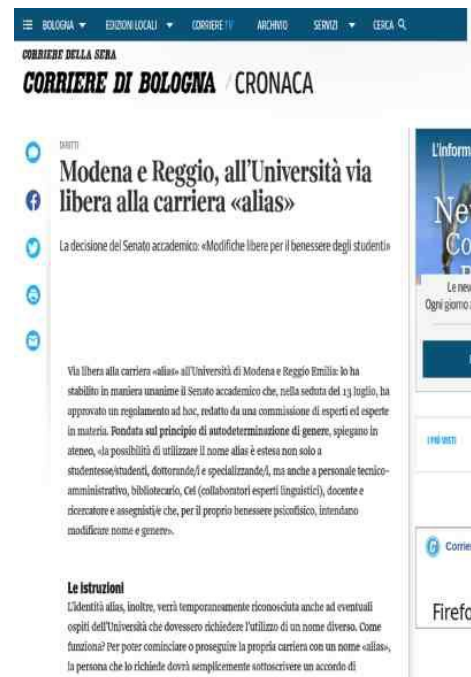 BOLOGNA EDIZIONI LOCALI CORRIERE TV ARCHIVIO SERVIZI CERCA
CORRIERE DELLA SERA
CORRIERE DI BOLOGNA / CRONACA
DIRITTI
Modena e Reggio, all'Università via
libera alla carriera «alias»
La decisione del Senato accademico: «Modifiche libere per il benessere degli studenti»
Via libera alla carriera «alias» all'Università di Modena e Reggio Emilia: lo ha
stabilito in maniera unanime il Senato accademico che, nella seduta del 13 luglio, ha
approvato un regolamento ad hoc, redatto da una commissione di esperti ed esperte
in materia. Fondata sul principio di autodeterminazione di genere, spiegano in
ateneo, «la possibilità di utilizzare il nome alias è estesa non solo a
studentesse/studenti, dottorande/i e specializzande/i, ma anche a personale tecnico-
amministrativo, bibliotecario, Cel (collaboratori esperti linguistici), docente e
ricercatore e assegnisti/e che, per il proprio benessere psicofisico, intendano
modificare nome e genere».
Le istruzioni
L'identità alias, inoltre, verrà temporaneamente riconosciuta anche ad eventuali
ospiti dell'Università che dovessero richiedere l'utilizzo di un nome diverso. Come
funziona? Per poter cominciare o proseguire la propria carriera con un nome «alias»,
la persona che lo richiede dovrà semplicemente sottoscrivere un accordo di
L'inform
Ne
Co
Le new
Ogni giorno
I PIÙ VISTI
Corrie
Firefo